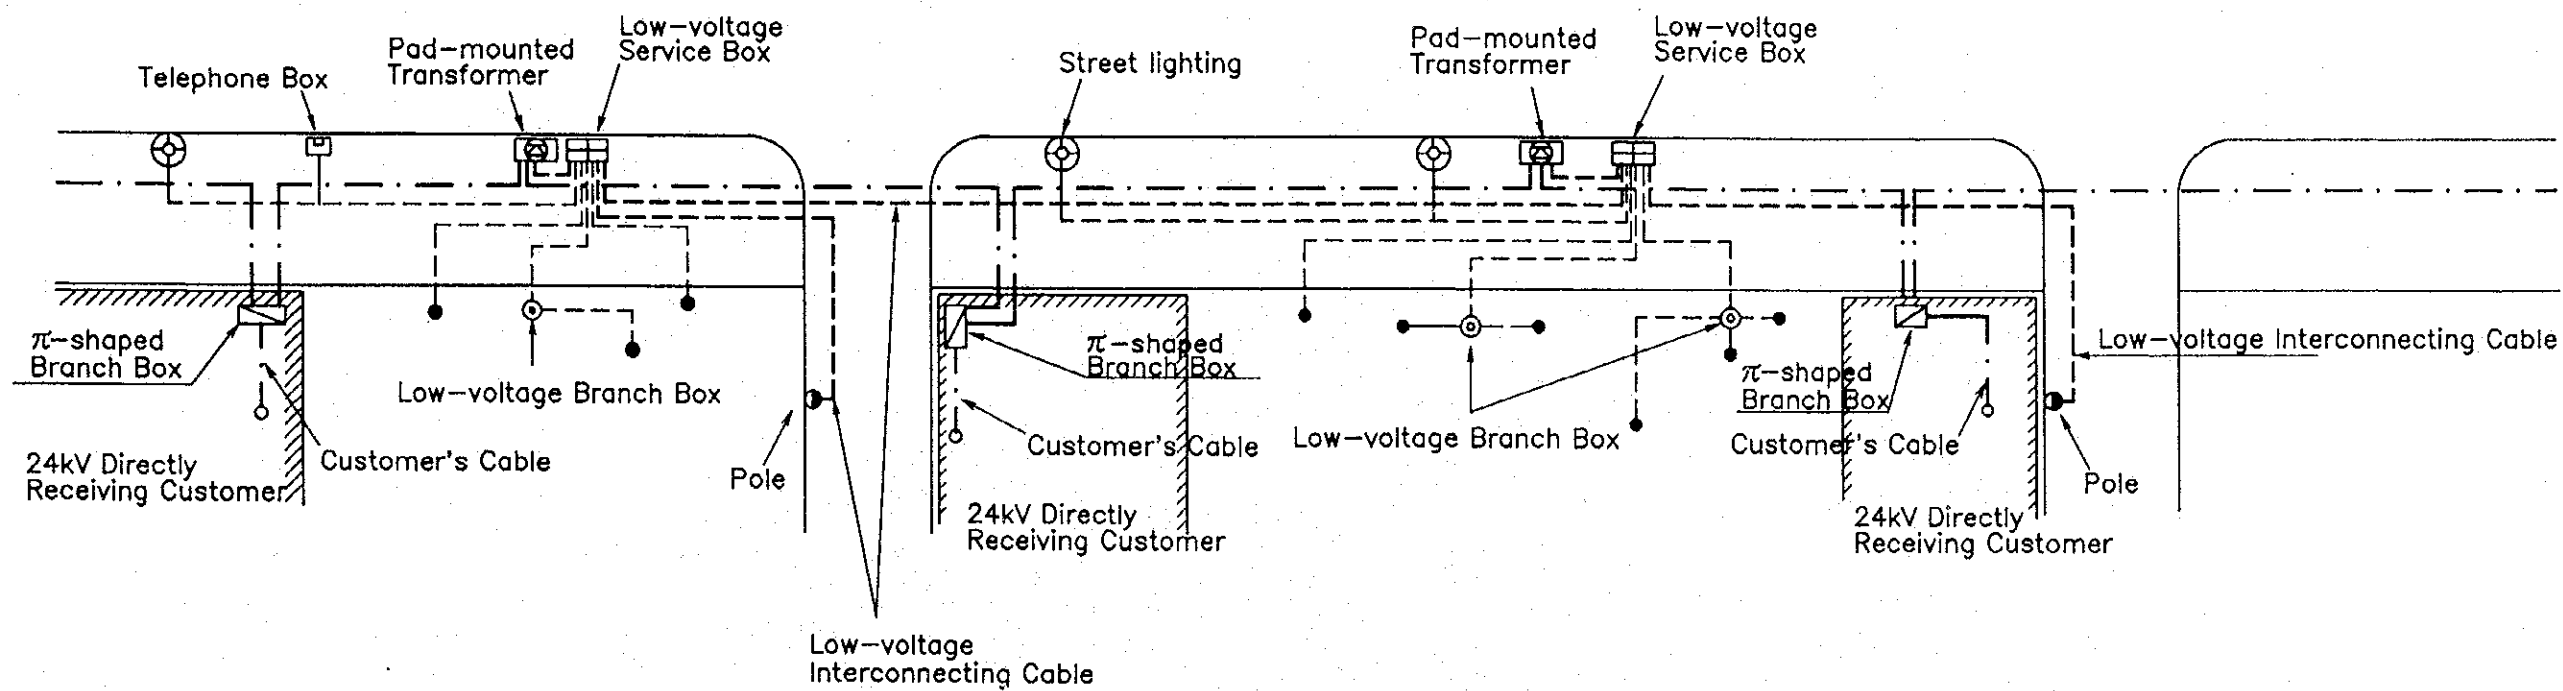 Low-voltage
Service Box
Pad-mounted
Transformer
Telephone Box
Street lighting
Pad-mounted
Transformer
Low-voltage
Service Box
π-shaped
Branch Box
Low-voltage Branch Box
Customer's Cable
24kV Directly
Receiving Customer
Pole
Low-voltage
Interconnecting Cable
π-shaped
Branch Box
Customer's Cable
24kV Directly
Receiving Customer
Low-voltage Branch Box
π-shaped
Branch Box
Customer's Cable
24kV Directly
Receiving Customer
Low-voltage Interconnecting Cable
Pole